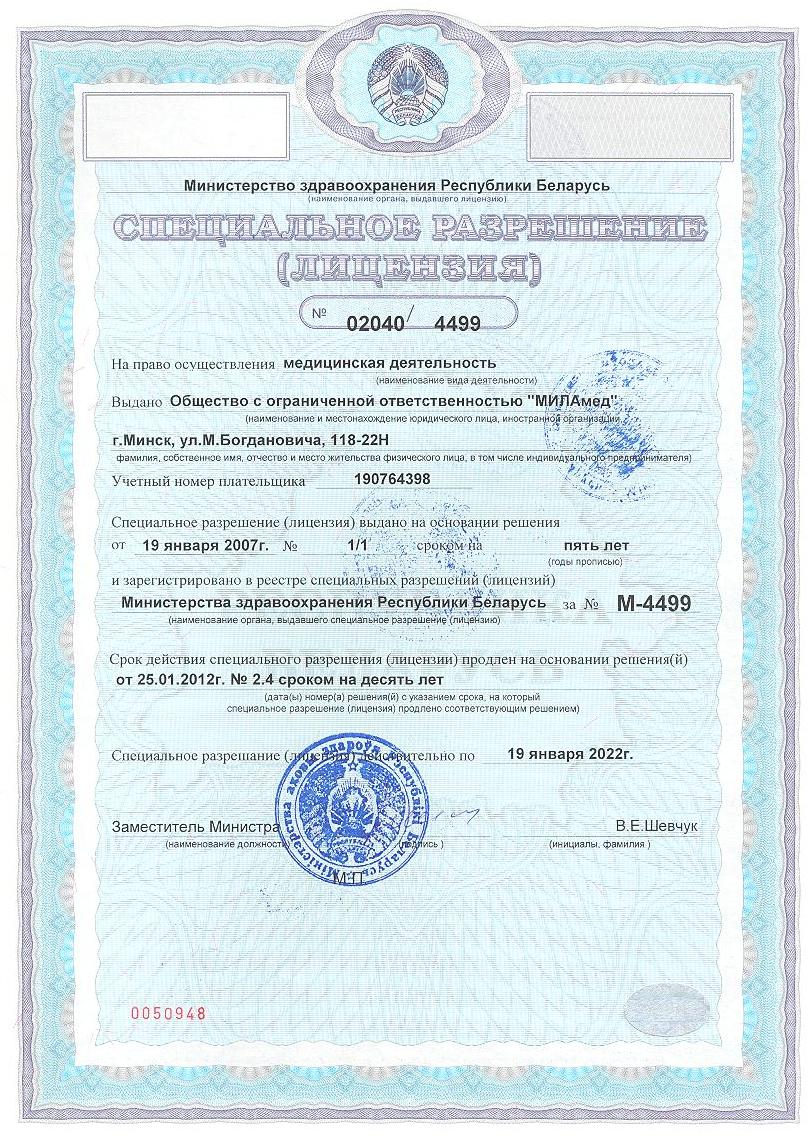 Министерство здравоохранения Республики Беларусь
(наименование органа, выдавшего лицензию)
СПЕЦИАЛЬНОЕ РАЗРЕШЕНИЕ
(ЛИЦЕНЗИЯ)
№ 02040 / 4499
На право осуществления медицинская деятельность
(наименование вида деятельности)
Выдано Общество с ограниченной ответственностью "МИЛАмед",
(наименование и местонахождение юридического лица, иностранной организации,
г.Минск, ул.М.Богдановича, 118-22Н
фамилия, собственное имя, отчество и место жительства физического лица, в том числе индивидуального предпринимателя)
Учетный номер плательщика 190764398
Специальное разрешение (лицензия) выдано на основании решения
от 19 января 2007г. № 1/1 сроком на пять лет
(годы прописью)
и зарегистрировано в реестре специальных разрешений (лицензий)
Министерства здравоохранения Республики Беларусь за № М-4499
(наименование органа, выдавшего специальное разрешение (лицензию)
Срок действия специального разрешения (лицензии) продлен на основании решения(й)
от 25.01.2012г. № 2.4 сроком на десять лет
(дата(ы) номер(а) решения(й) с указанием срока, на который
специальное разрешение (лицензия) продлено соответствующим решением)
Специальное разрешание (лицензия) действительно по 19 января 2022г.
Заместитель Министра В.Е.Шевчук
(наименование должности) (подпись ) (инициалы, фамилия )
Міністэрства аховы здароўя Рэспублікі Беларусь
М.П.
0050948